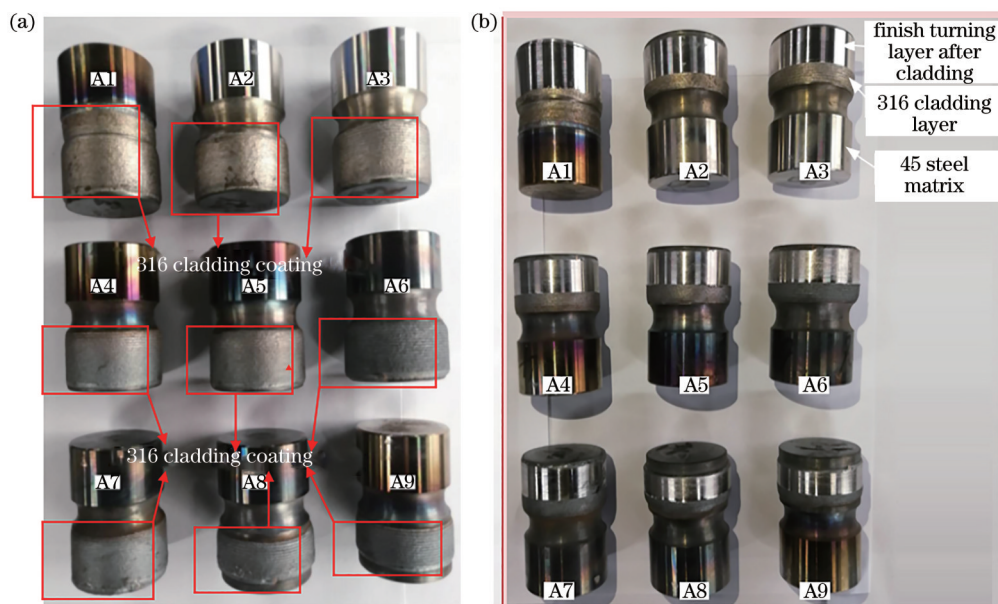 (a)
A1
A2
A3
316 cladding coating
A4
A5
A6
316 cladding coating
A7
A8
A9
(b)
finish turning
layer after
cladding
316 cladding
layer
45 steel
matrix
A1
A2
A3
A4
A5
A6
A7
A8
A9